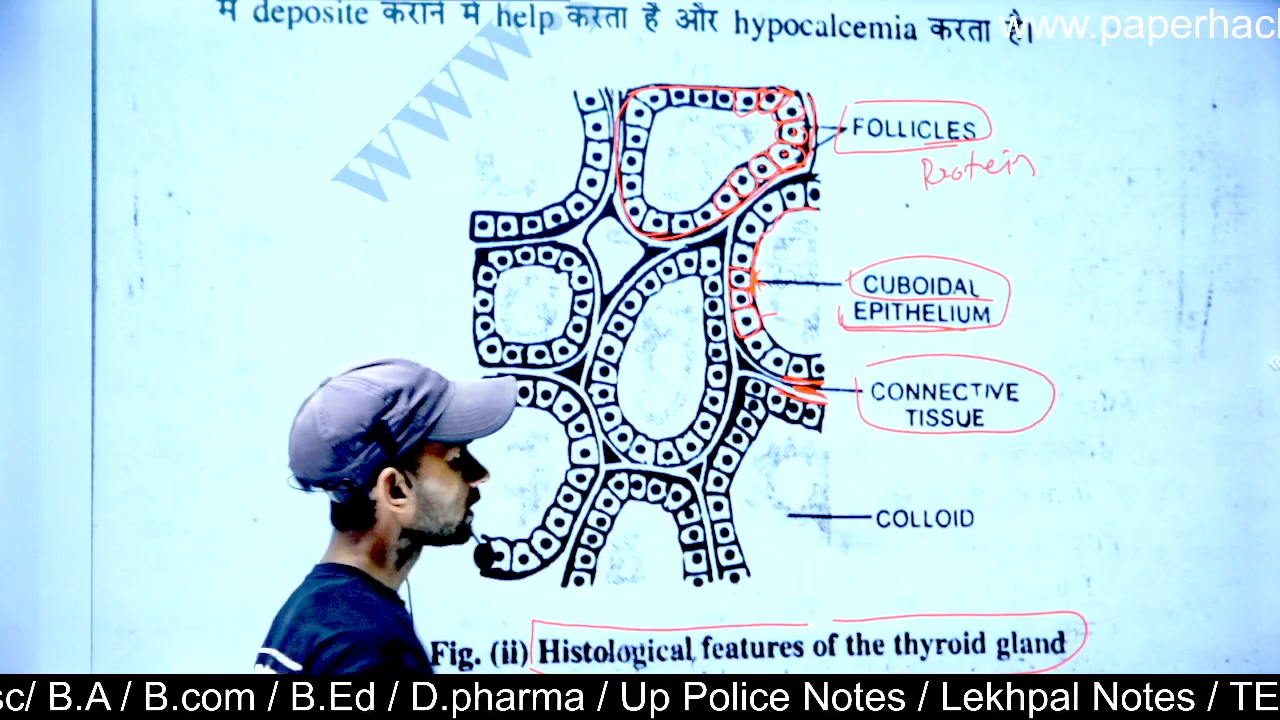 में deposite कराने में help करता है और hypocalcemia करता है।
www.paperhac
www
FOLLICLES
Protein
CUBOIDAL
EPITHELIUM
CONNECTIVE
TISSUE
COLLOID
Fig. (ii) Histological features of the thyroid gland
sc/ B.A / B.com / B.Ed / D.pharma / Up Police Notes / Lekhpal Notes / TE